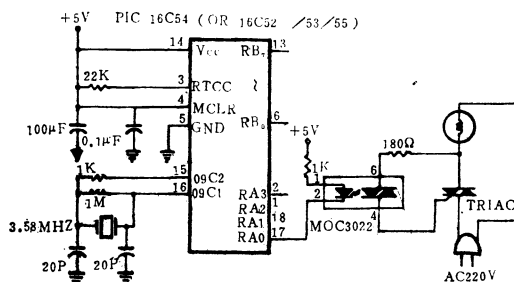 PIC 16C54 (OR 16C52 /53/55)
+5V
14 Vcc RB7 13
22K 3 RTCC
4 MCLR
100μF 0.1μF 5 GND RB0 6
+5V
180Ω
1K 15 09C2 1K
1M 16 09C1 RA3 2
RA2 1
3.58MHZ RA1 18
RA0 17
1 2 6 4
MOC3022
TRIAC
20P 20P
AC220V